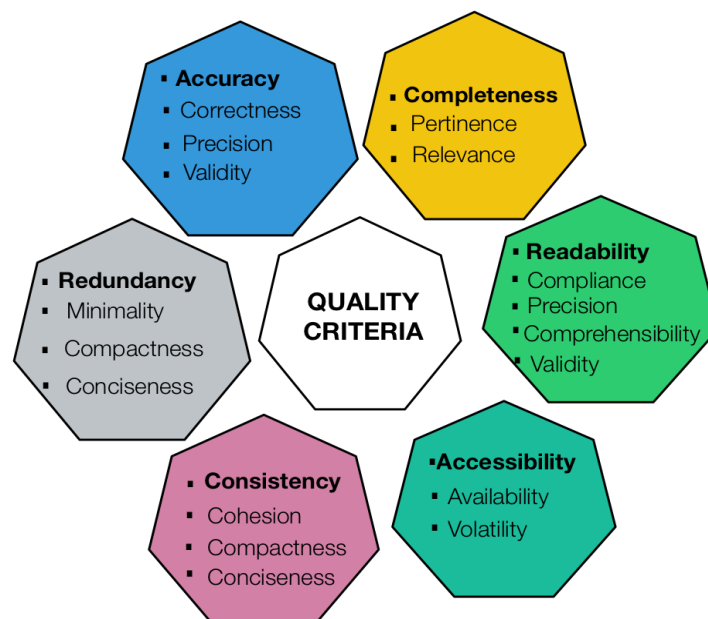 ▪ Accuracy
▪ Correctness
▪ Precision
▪ Validity
▪ Completeness
▪ Pertinence
▪ Relevance
▪ Redundancy
▪ Minimality
▪ Compactness
▪ Conciseness
QUALITY
CRITERIA
▪ Readability
▪ Compliance
▪ Precision
▪ Comprehensibility
▪ Validity
▪ Consistency
▪ Cohesion
▪ Compactness
▪ Conciseness
▪ Accessibility
▪ Availability
▪ Volatility